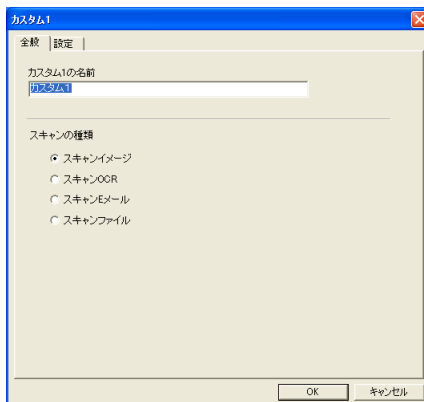 カスタム1
全般 設定
カスタム1の名前
カスタム1
スキャンの種類
スキャンイメージ
スキャンOCR
スキャンEメール
スキャンファイル
OK キャンセル